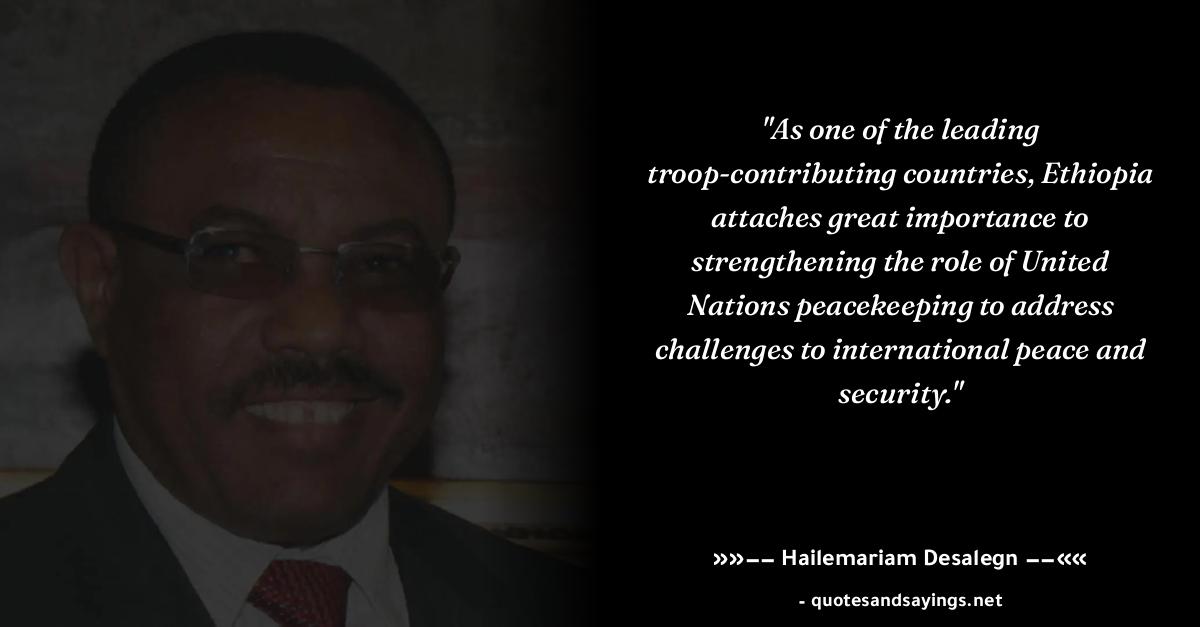 "As one of the leading
troop-contributing countries, Ethiopia
attaches great importance to
strengthening the role of United
Nations peacekeeping to address
challenges to international peace and
security."
»»–– Hailemariam Desalegn ––««
- quotesandsayings.net